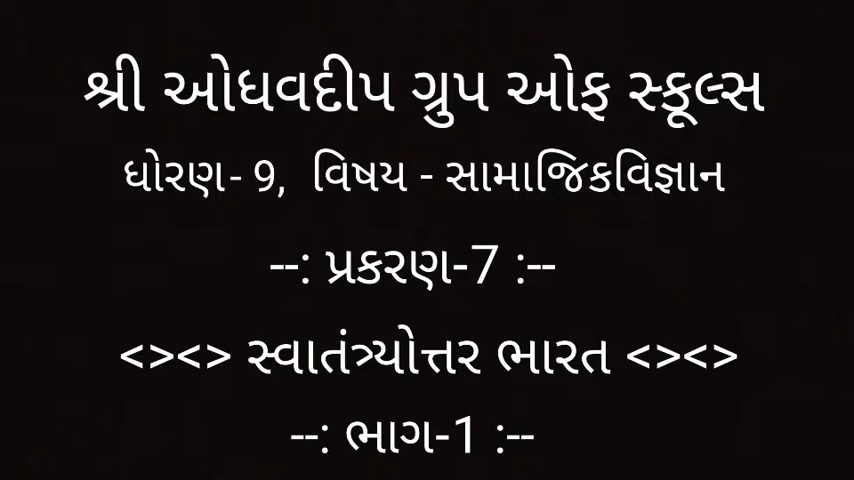 શ્રી ઓધવદીપ ગ્રુપ ઓફ સ્કૂલ્સ
ધોરણ- 9, વિષય - સામાજિકવિજ્ઞાન
--: પ્રકરણ-7 :--
<><> સ્વાતંત્ર્યોત્તર ભારત <><>
--: ભાગ-1 :--